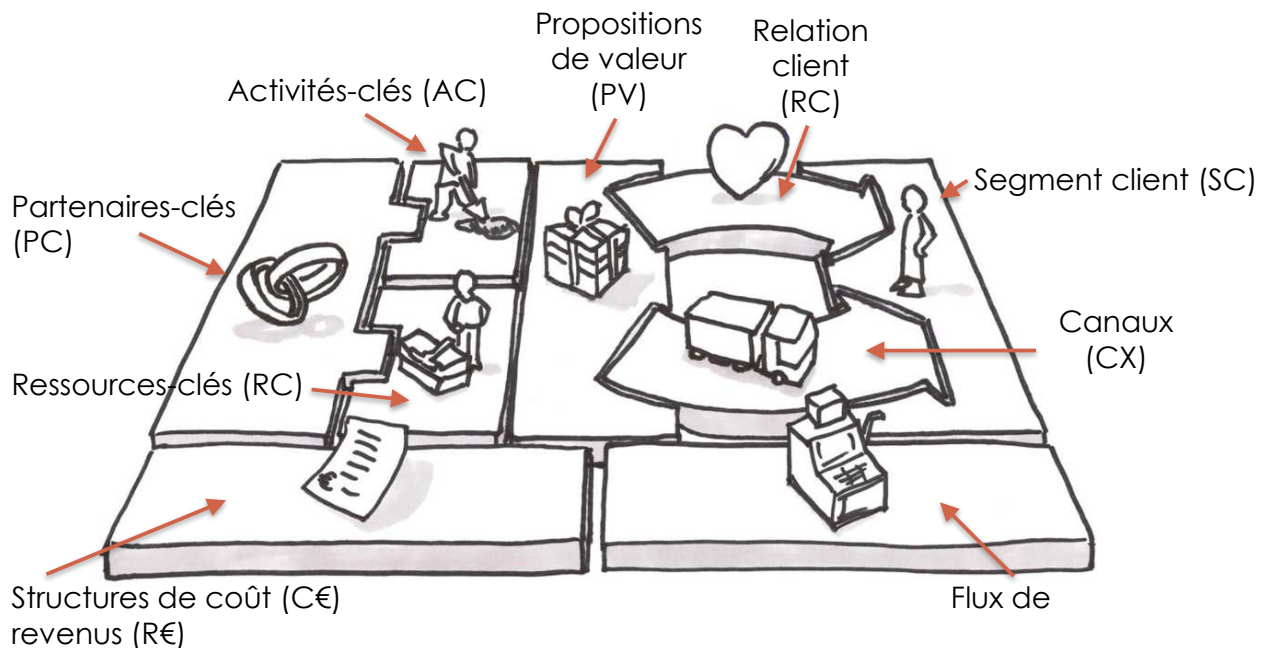 Propositions
de valeur
(PV)
Relation
client
(RC)
Activités-clés (AC)
Segment client (SC)
Partenaires-clés
(PC)
Canaux
(CX)
Ressources-clés (RC)
€
Structures de coût (C€)
Flux de
revenus (R€)